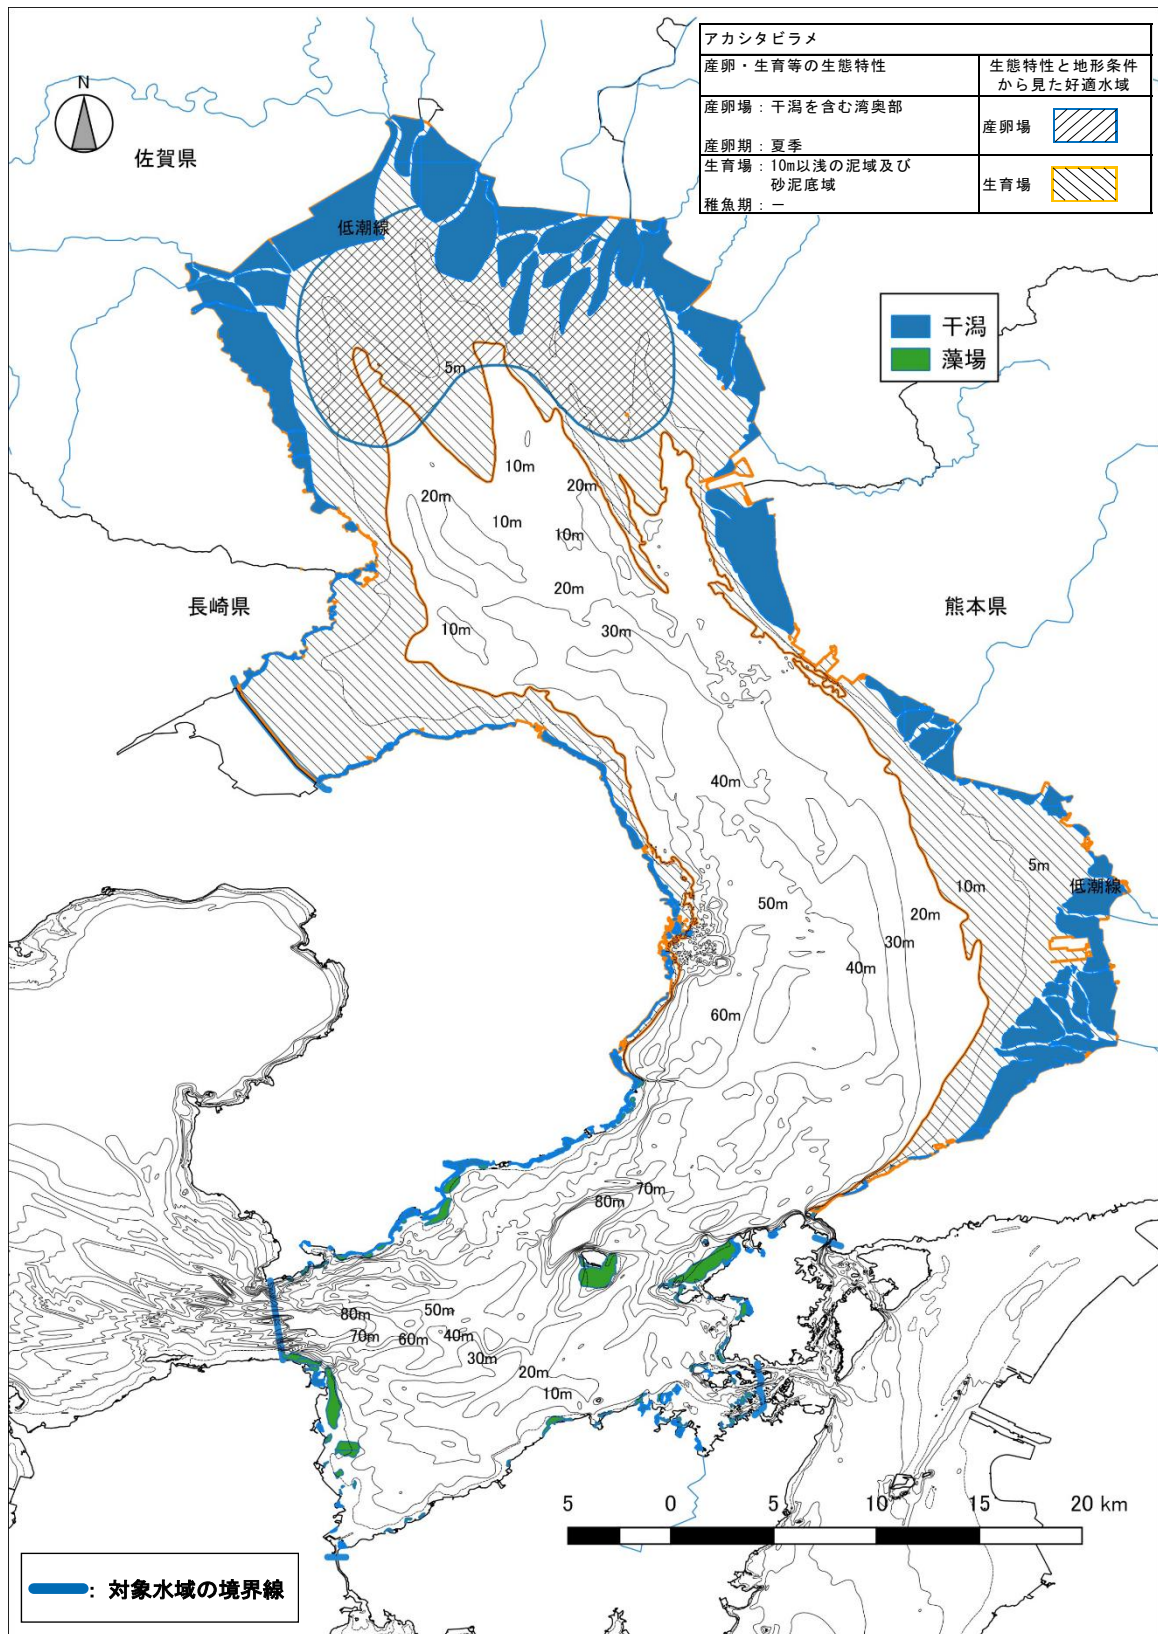 アカシタビラメ
産卵・生育等の生態特性
生態特性と地形条件
から見た好適水域
産卵場：干潟を含む湾奥部
産卵期：夏季
産卵場
生育場：10m以浅の泥域及び
砂泥底域
稚魚期：－
生育場
N
佐賀県
低潮線
干潟
藻場
5m
10m
20m
20m
10m
10m
20m
長崎県
熊本県
10m
30m
40m
5m
10m
低潮線
50m
20m
30m
40m
60m
70m
80m
80m
50m
70m
60m
40m
30m
20m
10m
5 0 5 10 15 20 km
：対象水域の境界線